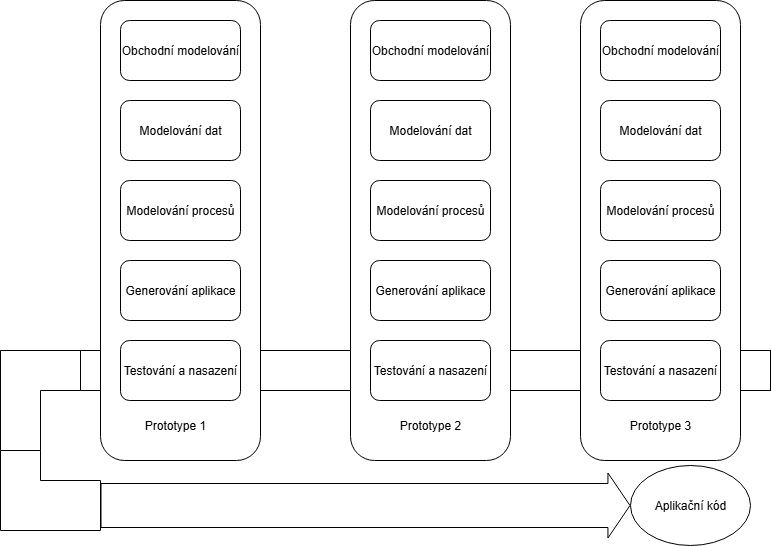 Obchodní modelování
Modelování dat
Modelování procesů
Generování aplikace
Testování a nasazení
Prototype 1
Obchodní modelování
Modelování dat
Modelování procesů
Generování aplikace
Testování a nasazení
Prototype 2
Obchodní modelování
Modelování dat
Modelování procesů
Generování aplikace
Testování a nasazení
Prototype 3
Aplikační kód